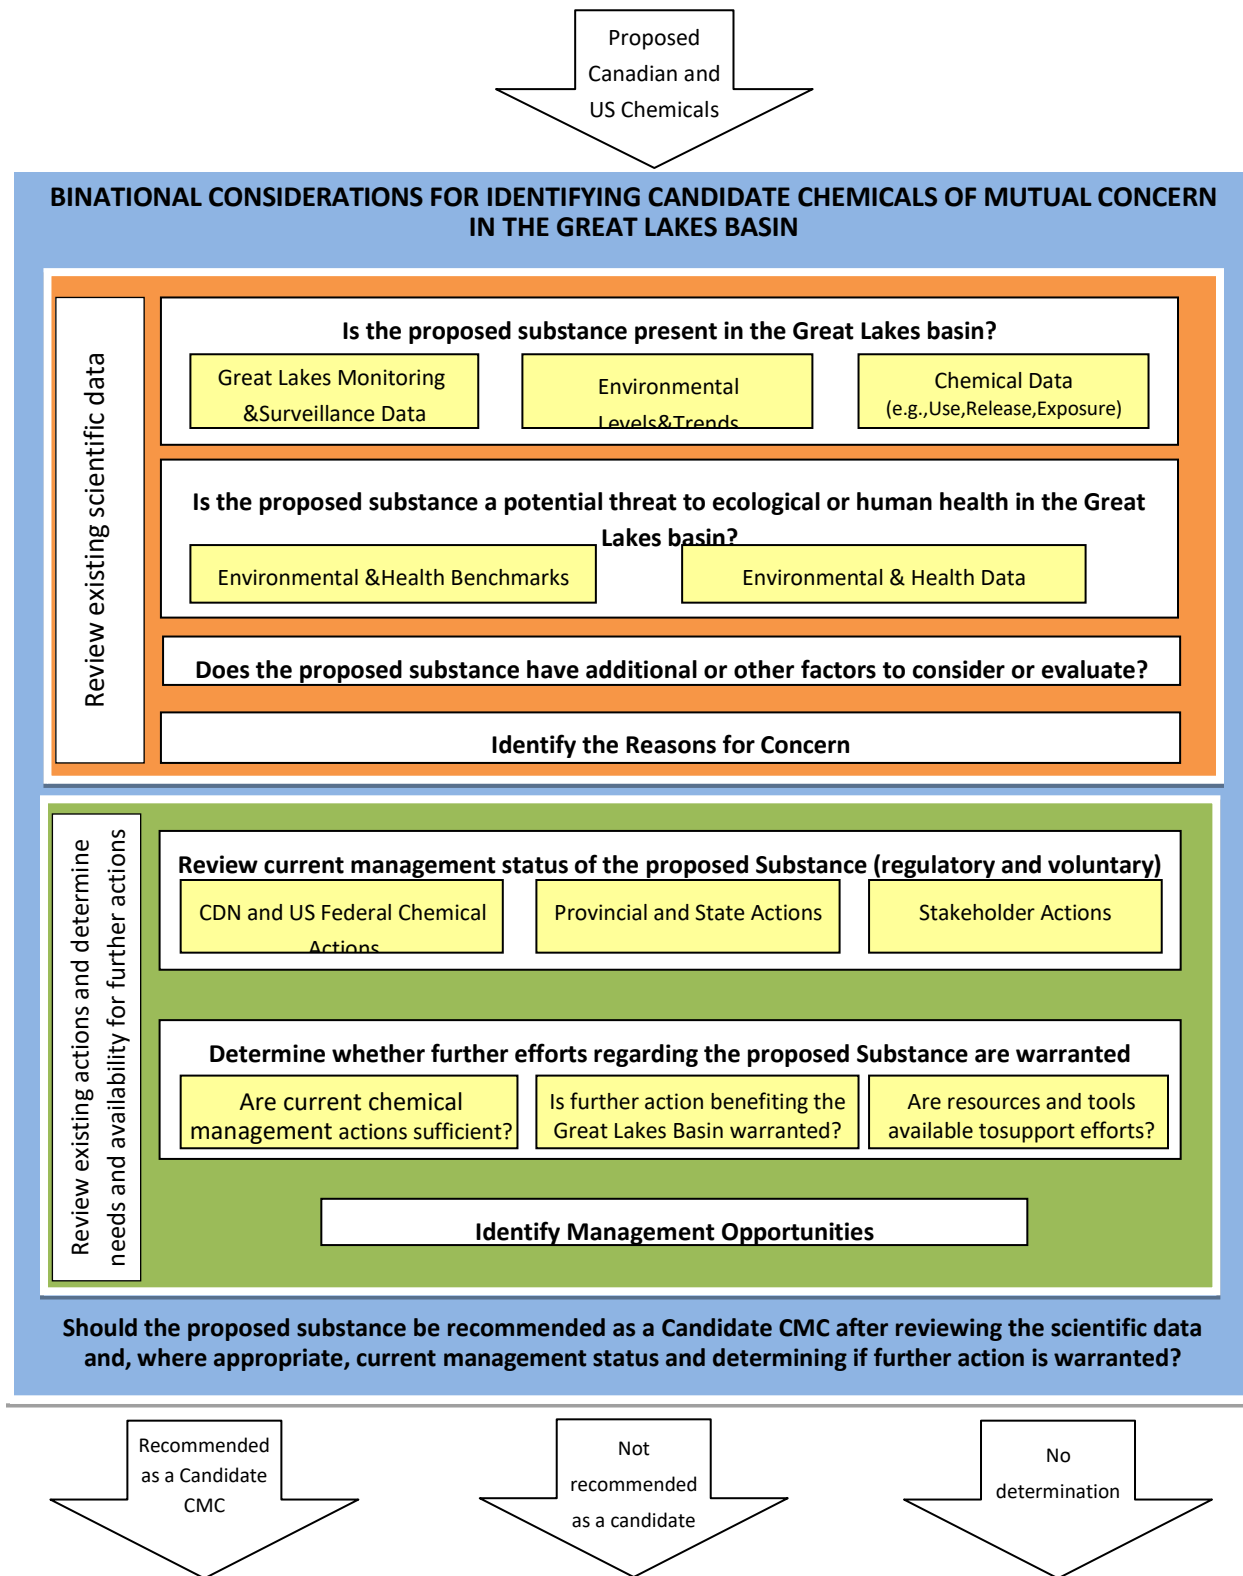 Proposed
Canadian and
US Chemicals
BINATIONAL CONSIDERATIONS FOR IDENTIFYING CANDIDATE CHEMICALS OF MUTUAL CONCERN
IN THE GREAT LAKES BASIN
Review existing scientific data
Is the proposed substance present in the Great Lakes basin?
Great Lakes Monitoring
&Surveillance Data
Environmental
Levels&Trends
Chemical Data
(e.g.,Use,Release,Exposure)
Is the proposed substance a potential threat to ecological or human health in the Great
Lakes basin?
Environmental &Health Benchmarks
Environmental & Health Data
Does the proposed substance have additional or other factors to consider or evaluate?
Identify the Reasons for Concern
Review existing actions and determine
needs and availability for further actions
Review current management status of the proposed Substance (regulatory and voluntary)
CDN and US Federal Chemical
Actions
Provincial and State Actions
Stakeholder Actions
Determine whether further efforts regarding the proposed Substance are warranted
Are current chemical
management actions sufficient?
Is further action benefiting the
Great Lakes Basin warranted?
Are resources and tools
available tosupport efforts?
Identify Management Opportunities
Should the proposed substance be recommended as a Candidate CMC after reviewing the scientific data
and, where appropriate, current management status and determining if further action is warranted?
Recommended
as a Candidate
CMC
Not
recommended
as a candidate
No
determination